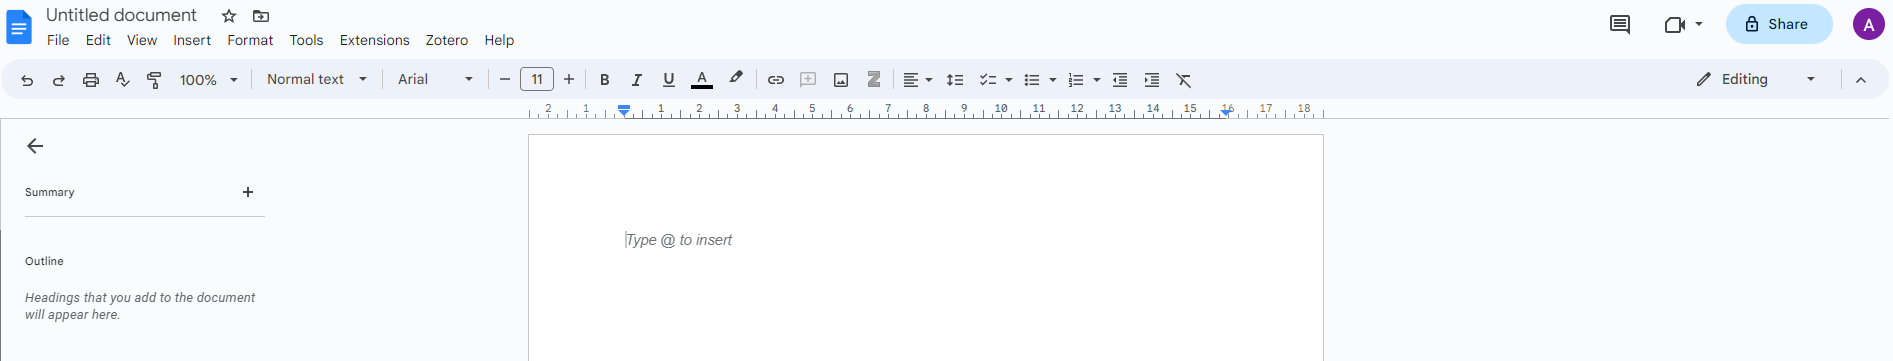 Untitled document
File Edit View Insert Format Tools Extensions Zotero Help
Share
A
100% Normal text Arial 11 B I U A Z Editing
2 1 1 2 3 4 5 6 7 8 9 10 11 12 13 14 15 16 17 18
Summary
Type @ to insert
Outline
Headings that you add to the document
will appear here.